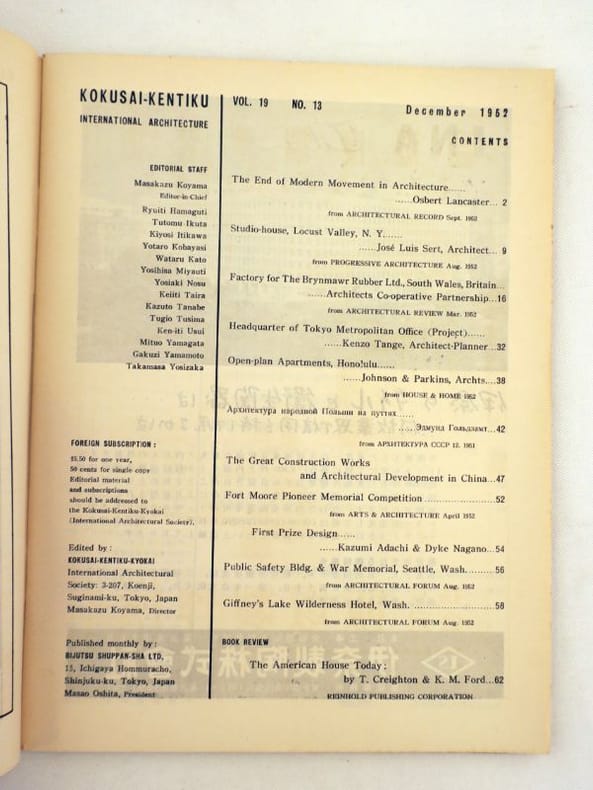 KOKUSAI-KENTIKU
INTERNATIONAL ARCHITECTURE
EDITORIAL STAFF
Masakazu Koyama
Editor-in-Chief
Ryuiti Hamaguti
Tutomu Ikuta
Kiyosi Itikawa
Yotaro Kobayasi
Wataru Kato
Yosihisa Miyauti
Yosiaki Nosu
Keiiti Taira
Kazuto Tanabe
Tugio Tusima
Ken-iti Usui
Mituo Yamagata
Gakuzi Yamamoto
Takamasa Yosizaka
FOREIGN SUBSCRIPTION :
$5.50 for one year,
50 cents for single copy
Editorial material
and subscriptions
should be addressed to
the Kokusai-Kentiku-Kyokai
(International Architectural Society).
Edited by :
KOKUSAI-KENTIKU-KYOKAI
International Architectural
Society: 3-207, Koenji,
Suginami-ku, Tokyo, Japan
Masakazu Koyama, Director
Published monthly by :
BIJUTSU SHUPPAN-SHA LTD,
15, Ichigaya Hommuracho,
Shinjuku-ku, Tokyo, Japan
Masao Oshita, President
VOL. 19 NO. 13 December 1952
CONTENTS
The End of Modern Movement in Architecture......
......Osbert Lancaster... 2
from ARCHITECTURAL RECORD Sept. 1952
Studio-house, Locust Valley, N. Y.......
......José Luis Sert, Architect... 9
from PROGRESSIVE ARCHITECTURE Aug. 1952
Factory for The Brynmawr Rubber Ltd., South Wales, Britain...
......Architects Co-operative Partnership...16
from ARCHITECTURAL REVIEW Mar. 1952
Headquarter of Tokyo Metropolitan Office (Project)......
......Kenzo Tange, Architect-Planner...32
Open-plan Apartments, Honolulu......
......Johnson & Parkins, Archts....38
from HOUSE & HOME 1952
Архитектура народной Польши на путтях......
......Эдмунд Гольдзамт...42
from АРХИТЕКТУРА СССР 12. 1951
The Great Construction Works
and Architectural Development in China...47
Fort Moore Pioneer Memorial Competition ..................52
from ARTS & ARCHITECTURE April 1952
First Prize Design......
......Kazumi Adachi & Dyke Nagano...54
Public Safety Bldg. & War Memorial, Seattle, Wash.........56
from ARCHITECTURAL FORUM Aug. 1952
Giffney's Lake Wilderness Hotel, Wash. .....................58
from ARCHITECTURAL FORUM Aug. 1952
BOOK REVIEW
The American House Today :
by T. Creighton & K. M. Ford...62
REINHOLD PUBLISHING CORPORATION